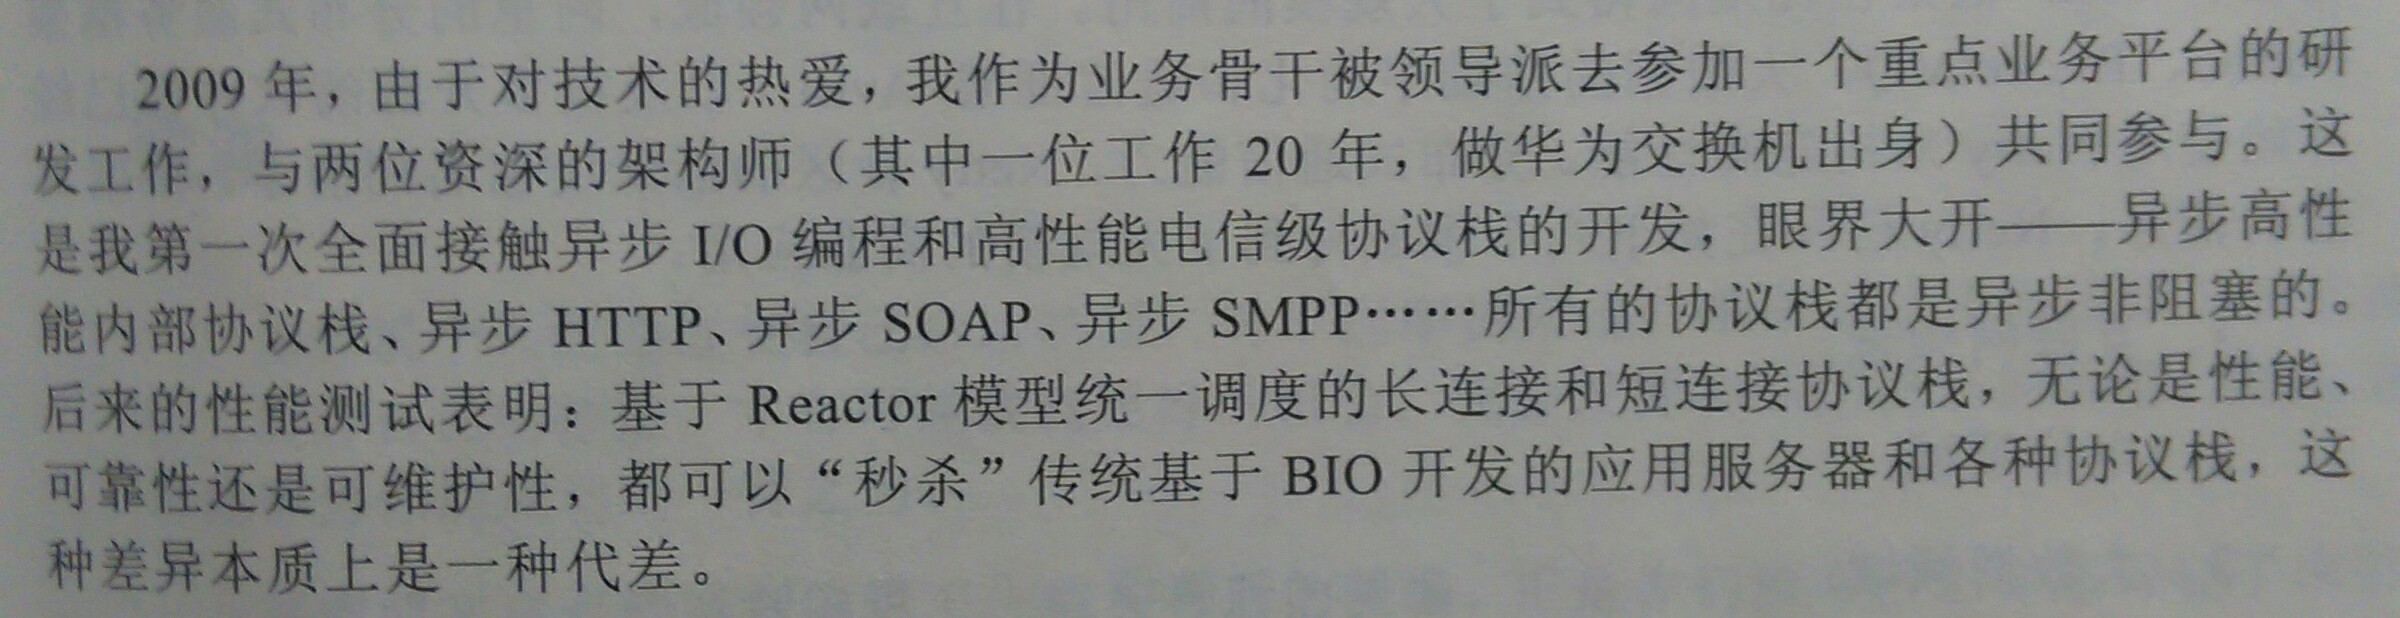 2009 年，由于对技术的热爱，我作为业务骨干被领导派去参加一个重点业务平台的研
发工作，与两位资深的架构师（其中一位工作 20 年，做华为交换机出身）共同参与。这
是我第一次全面接触异步 I/O 编程和高性能电信级协议栈的开发，眼界大开——异步高性
能内部协议栈、异步 HTTP、异步 SOAP、异步 SMPP……所有的协议栈都是异步非阻塞的。
后来的性能测试表明：基于 Reactor 模型统一调度的长连接和短连接协议栈，无论是性能、
可靠性还是可维护性，都可以“秒杀”传统基于 BIO 开发的应用服务器和各种协议栈，这
种差异本质上是一种代差。